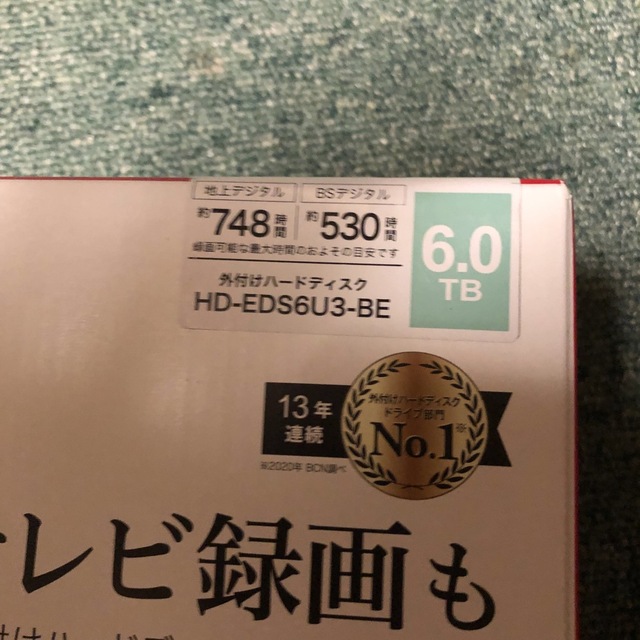 地上デジタル BSデジタル
約748時間 約530時間
録画可能な最大時間のおおよその目安です
外付けハードディスク
HD-EDS6U3-BE
6.0
TB
13年
連続
外付けハードディスク
ドライブ部門
No.1※
※2020年 BCN調べ
テレビ録画も